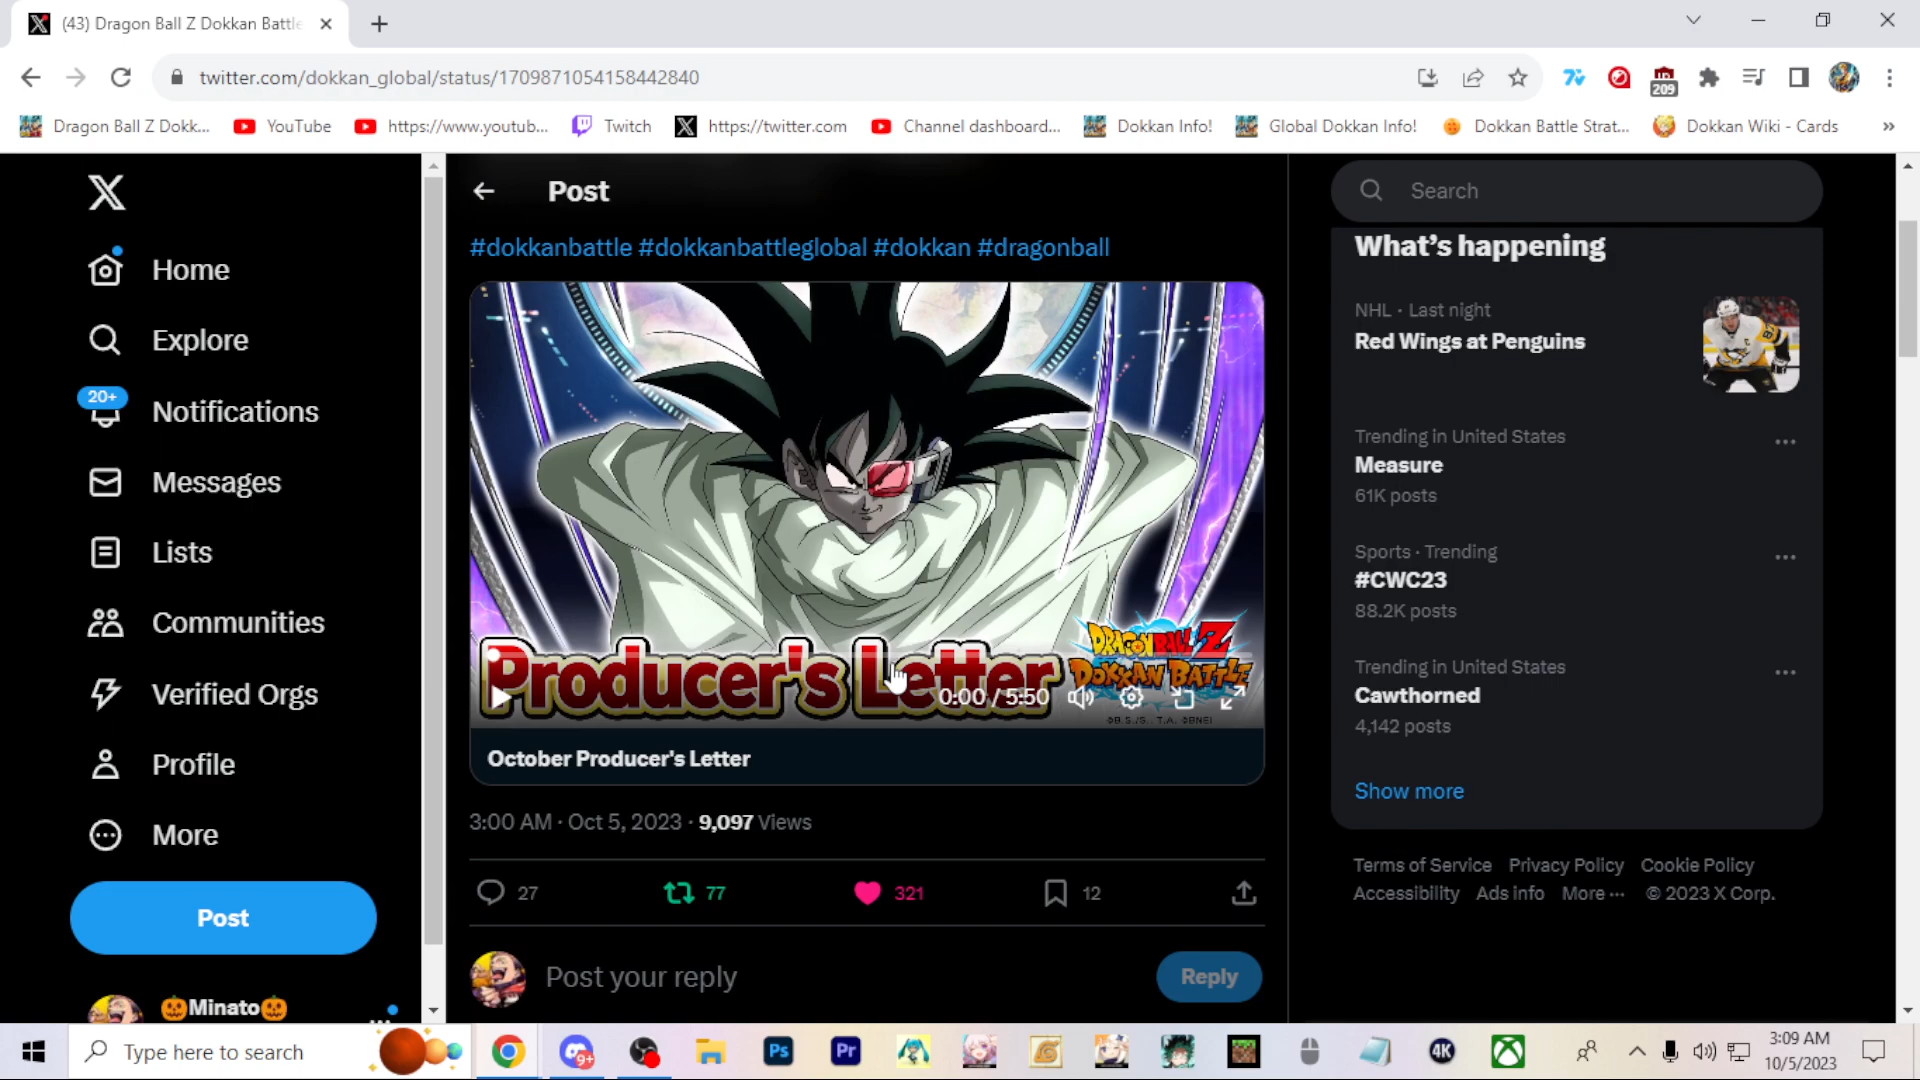 (43) Dragon Ball Z Dokkan Battle
twitter.com/dokkan_global/status/1709871054158442840
209
Dragon Ball Z Dokk...
YouTube
https://www.youtub...
Twitch
https://twitter.com
Channel dashboard...
Dokkan Info!
Global Dokkan Info!
Dokkan Battle Strat...
Dokkan Wiki - Cards
Home
Explore
20+
Notifications
Messages
Lists
Communities
Verified Orgs
Profile
More
Post
🎃Minato🎃
Post
#dokkanbattle #dokkanbattleglobal #dokkan #dragonball
Producer's Letter
DRAGON BALL Z
DOKKAN BATTLE
©B.S./S., T.A. ©BNEI
0:00 / 5:50
October Producer's Letter
3:00 AM · Oct 5, 2023 · 9,097 Views
27
77
321
12
Post your reply
Reply
Search
What's happening
NHL · Last night
Red Wings at Penguins
Trending in United States
Measure
61K posts
Sports · Trending
#CWC23
88.2K posts
Trending in United States
Cawthorned
4,142 posts
Show more
Terms of Service Privacy Policy Cookie Policy
Accessibility Ads info More ··· © 2023 X Corp.
Type here to search
9+
Ps
Pr
4K
3:09 AM
10/5/2023